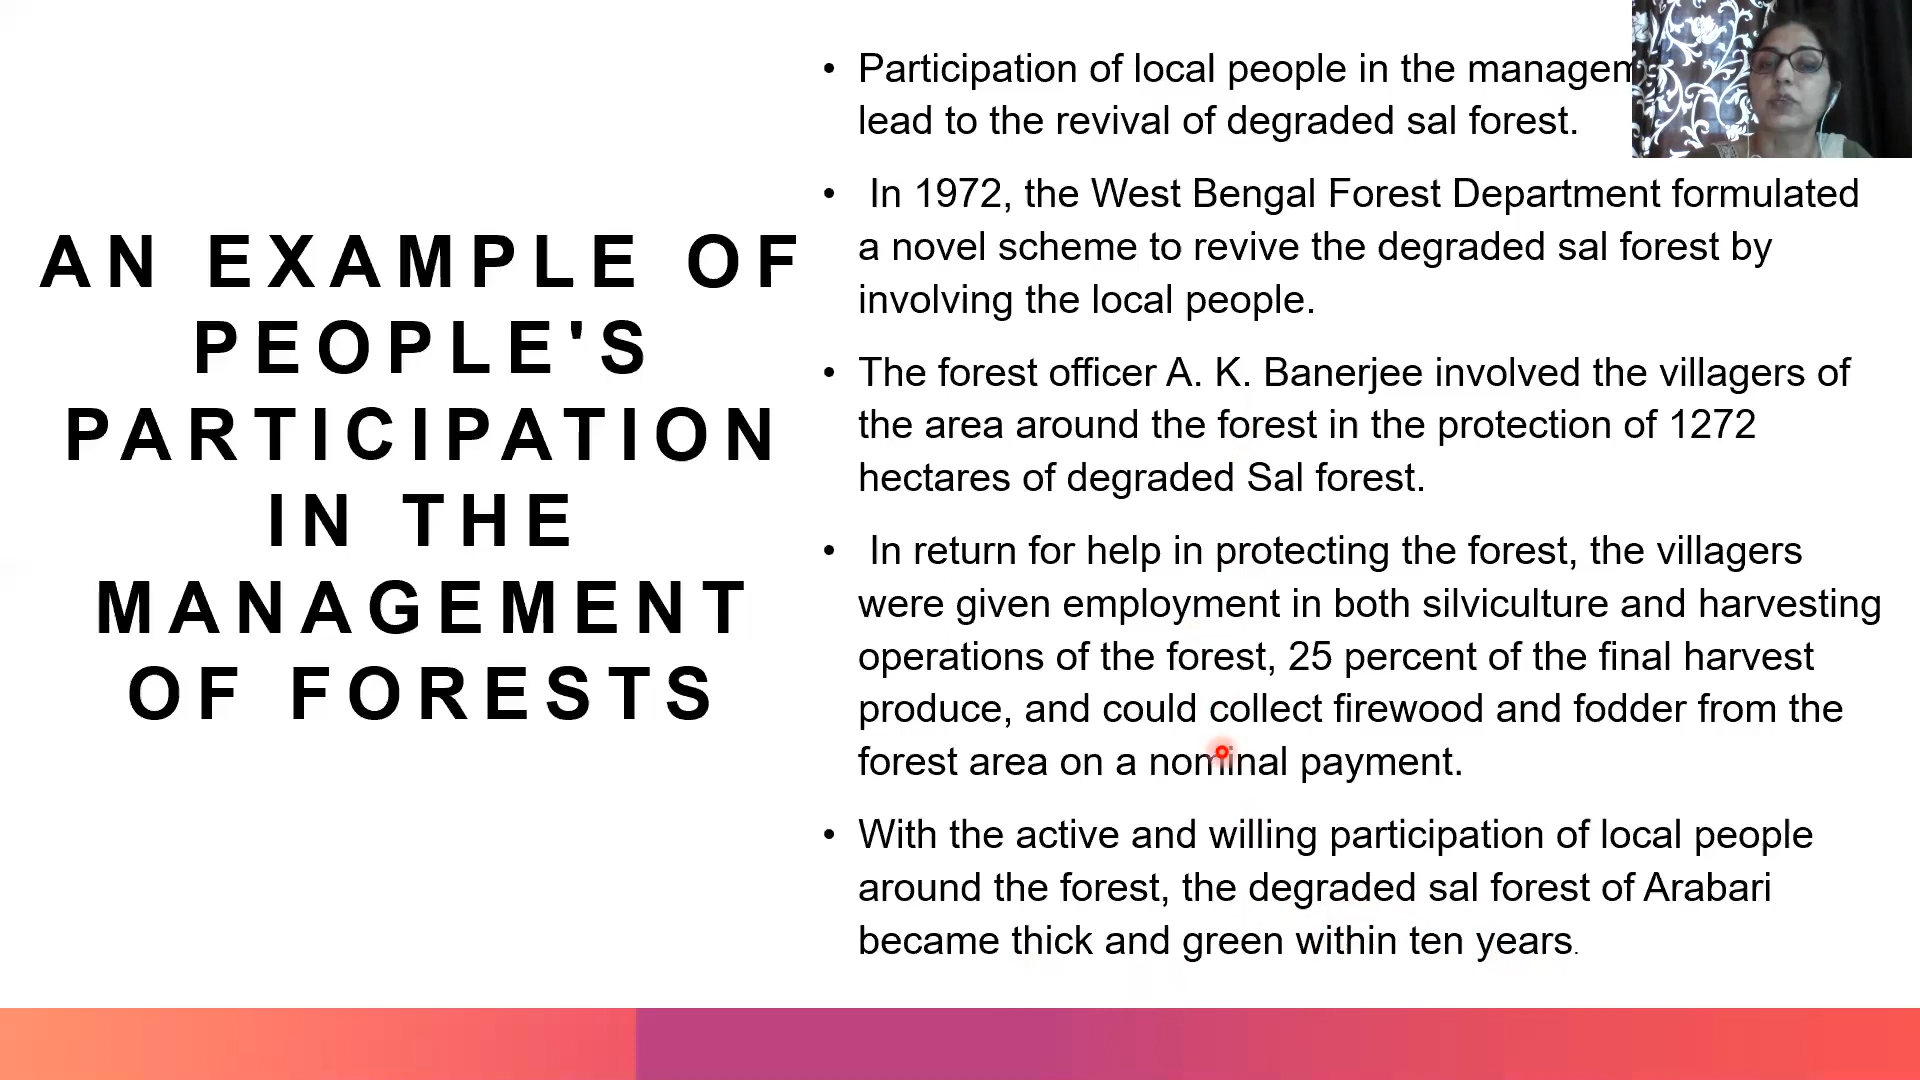 AN EXAMPLE OF
PEOPLE'S
PARTICIPATION
IN THE
MANAGEMENT
OF FORESTS
• Participation of local people in the
lead to the revival of degraded sal forest.
• In 1972, the West Bengal Forest Department formulated
a novel scheme to revive the degraded sal forest by
involving the local people.
• The forest officer A. K. Banerjee involved the villagers of
the area around the forest in the protection of 1272
hectares of degraded Sal forest.
• In return for help in protecting the forest, the villagers
were given employment in both silviculture and harvesting
operations of the forest, 25 percent of the final harvest
produce, and could collect firewood and fodder from the
forest area on a nominal payment.
• With the active and willing participation of local people
around the forest, the degraded sal forest of Arabari
became thick and green within ten years.